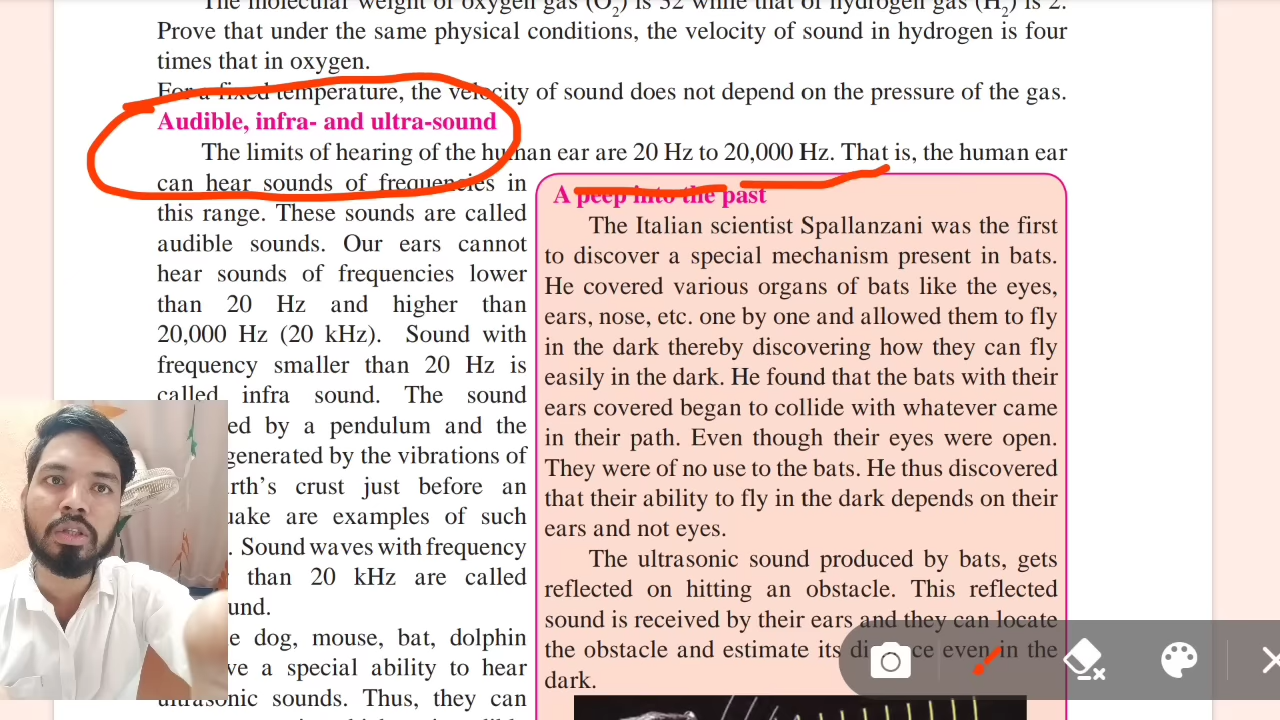 The molecular weight of oxygen gas (O2) is 32 while that of hydrogen gas (H2) is 2.
Prove that under the same physical conditions, the velocity of sound in hydrogen is four
times that in oxygen.
For a fixed temperature, the velocity of sound does not depend on the pressure of the gas.
Audible, infra- and ultra-sound
The limits of hearing of the human ear are 20 Hz to 20,000 Hz. That is, the human ear
can hear sounds of frequencies in
this range. These sounds are called
audible sounds. Our ears cannot
hear sounds of frequencies lower
than 20 Hz and higher than
20,000 Hz (20 kHz). Sound with
frequency smaller than 20 Hz is
called infra sound. The sound
ed by a pendulum and the
generated by the vibrations of
rth's crust just before an
uake are examples of such
. Sound waves with frequency
than 20 kHz are called
und.
e dog, mouse, bat, dolphin
ve a special ability to hear
ultrasonic sounds. Thus, they can
A peep into the past
The Italian scientist Spallanzani was the first
to discover a special mechanism present in bats.
He covered various organs of bats like the eyes,
ears, nose, etc. one by one and allowed them to fly
in the dark thereby discovering how they can fly
easily in the dark. He found that the bats with their
ears covered began to collide with whatever came
in their path. Even though their eyes were open.
They were of no use to the bats. He thus discovered
that their ability to fly in the dark depends on their
ears and not eyes.
The ultrasonic sound produced by bats, gets
reflected on hitting an obstacle. This reflected
sound is received by their ears and they can locate
the obstacle and estimate its distance even in the
dark.